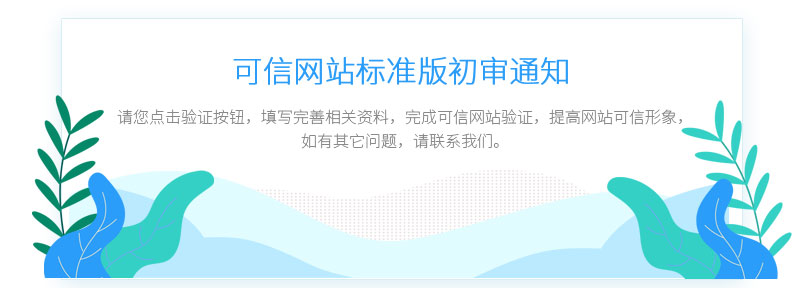 可信网站标准版初审通知
请您点击验证按钮，填写完善相关资料，完成可信网站验证，提高网站可信形象，
如有其它问题，请联系我们。